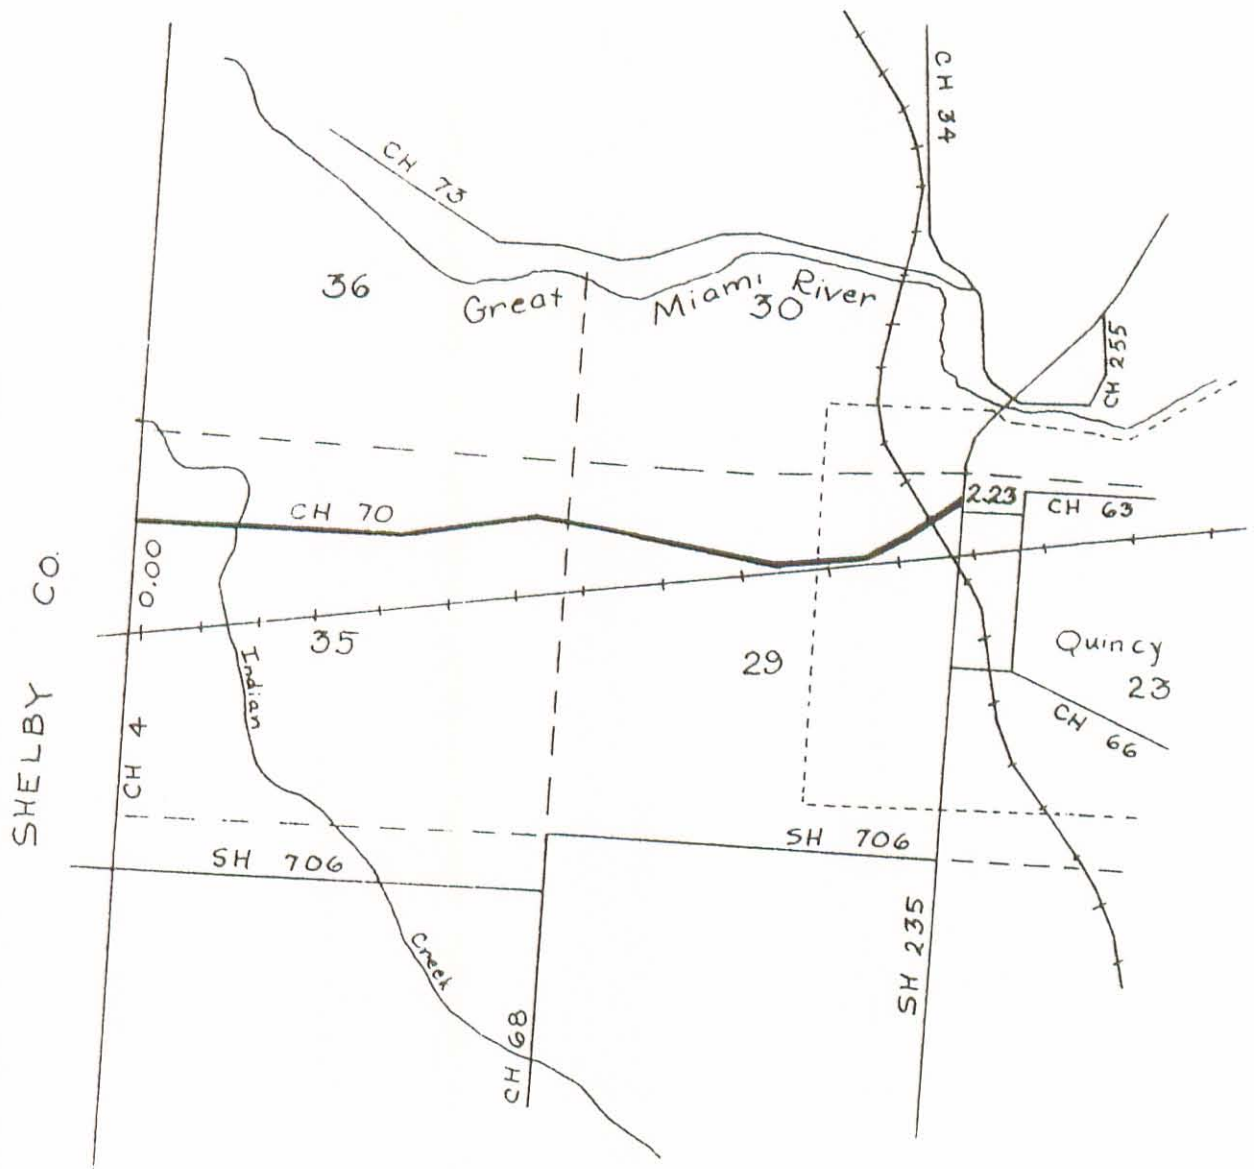 CH 34
CH 73
36
Great Miami River
30
CH 255
CH 70
2.23
CH 63
0.00
SHELBY CO.
35
29
Indian Creek
Quincy
23
CH 66
CH 4
SH 706
SH 706
SH 235
CH 68